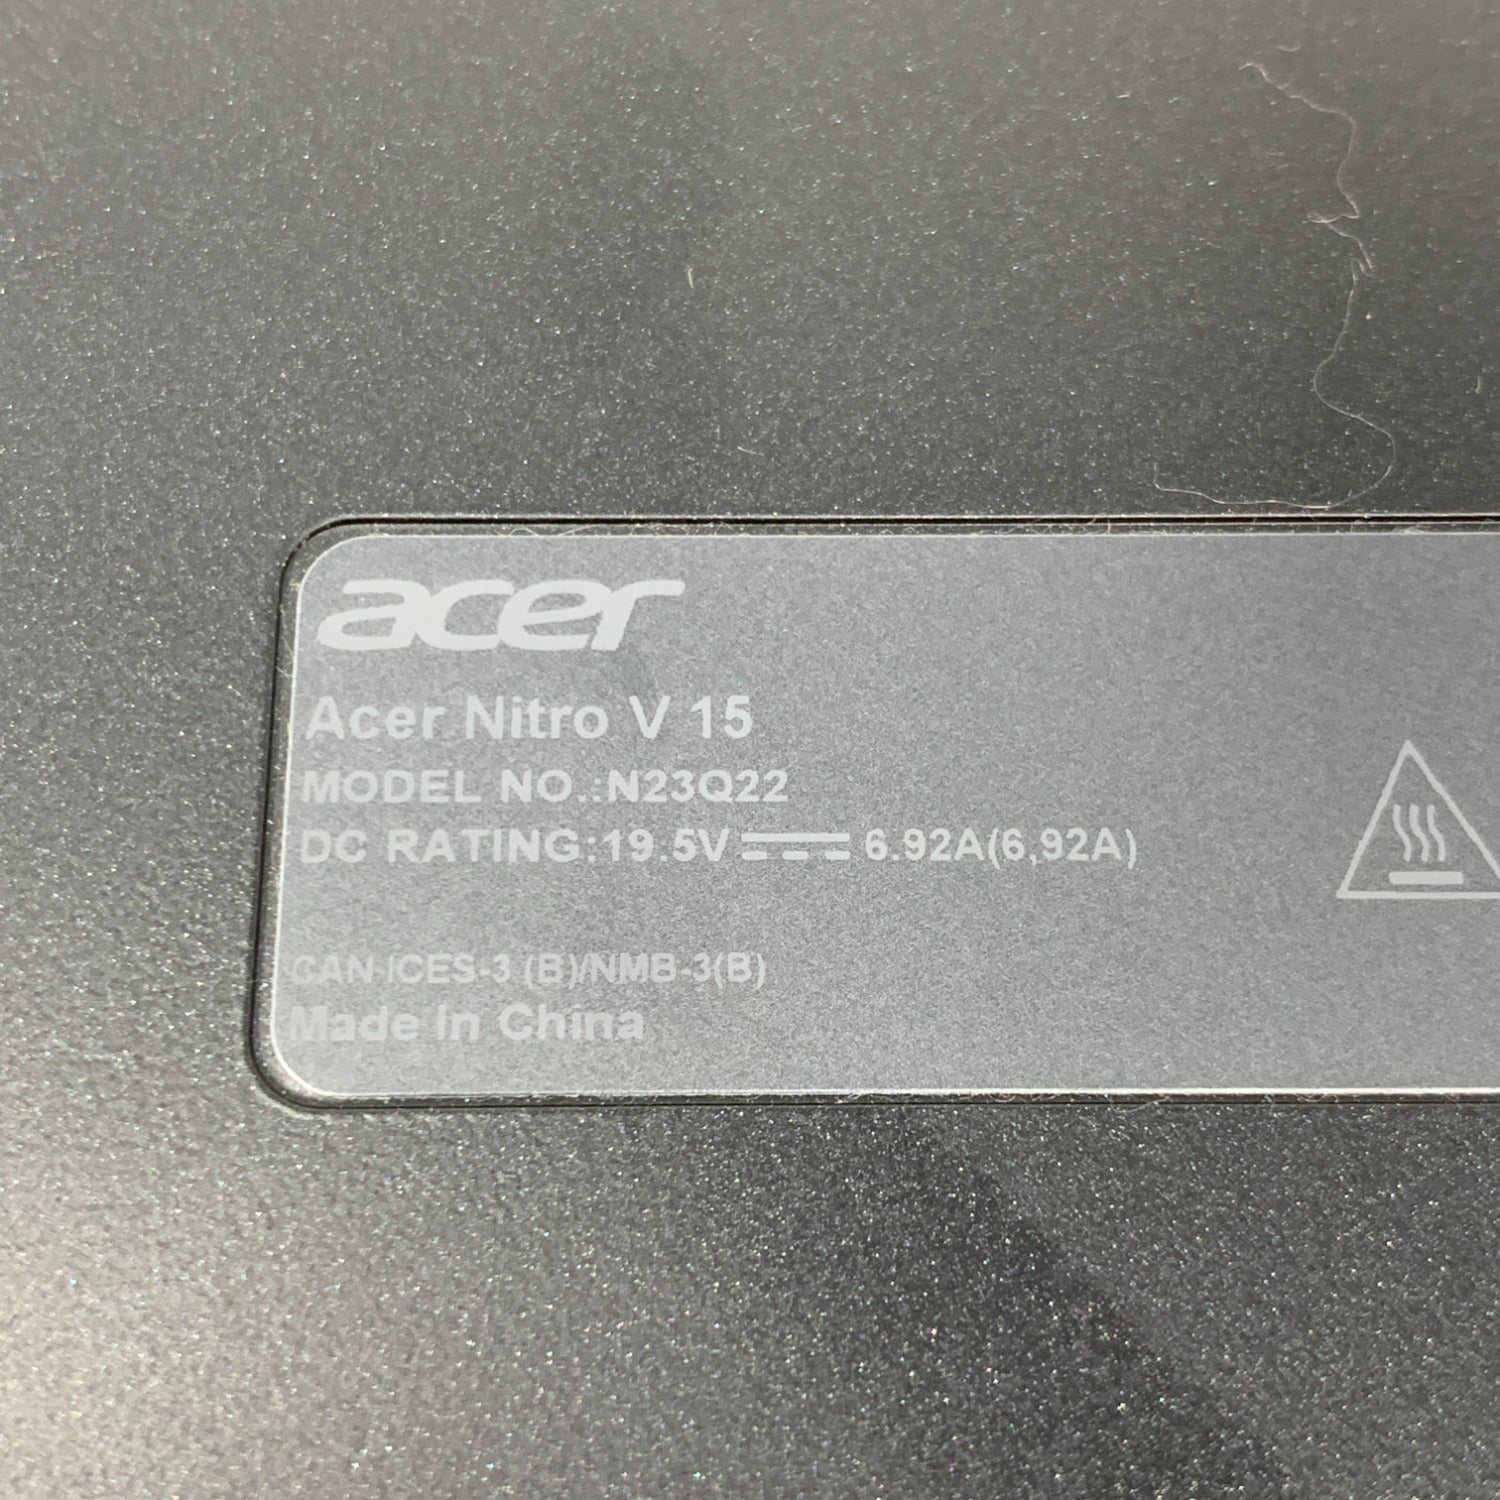 acer
Acer Nitro V 15
MODEL NO.:N23Q22
DC RATING:19.5V⎓6.92A(6,92A)
CAN ICES-3 (B)/NMB-3(B)
Made in China